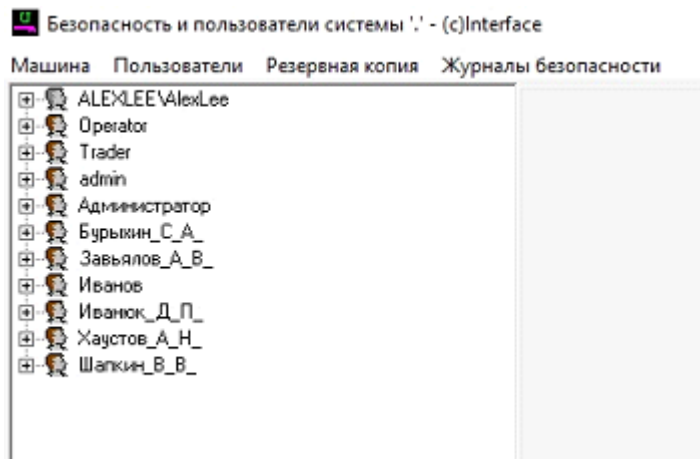 Безопасность и пользователи системы '.' - (c)Interface
Машина Пользователи Резервная копия Журналы безопасности
ALEXLEE\AlexLee
Operator
Trader
admin
Администратор
Бурыхин_С_А_
Завьялов_А_В_
Иванов
Иванюк_Д_П_
Хаустов_А_Н_
Шапкин_В_В_